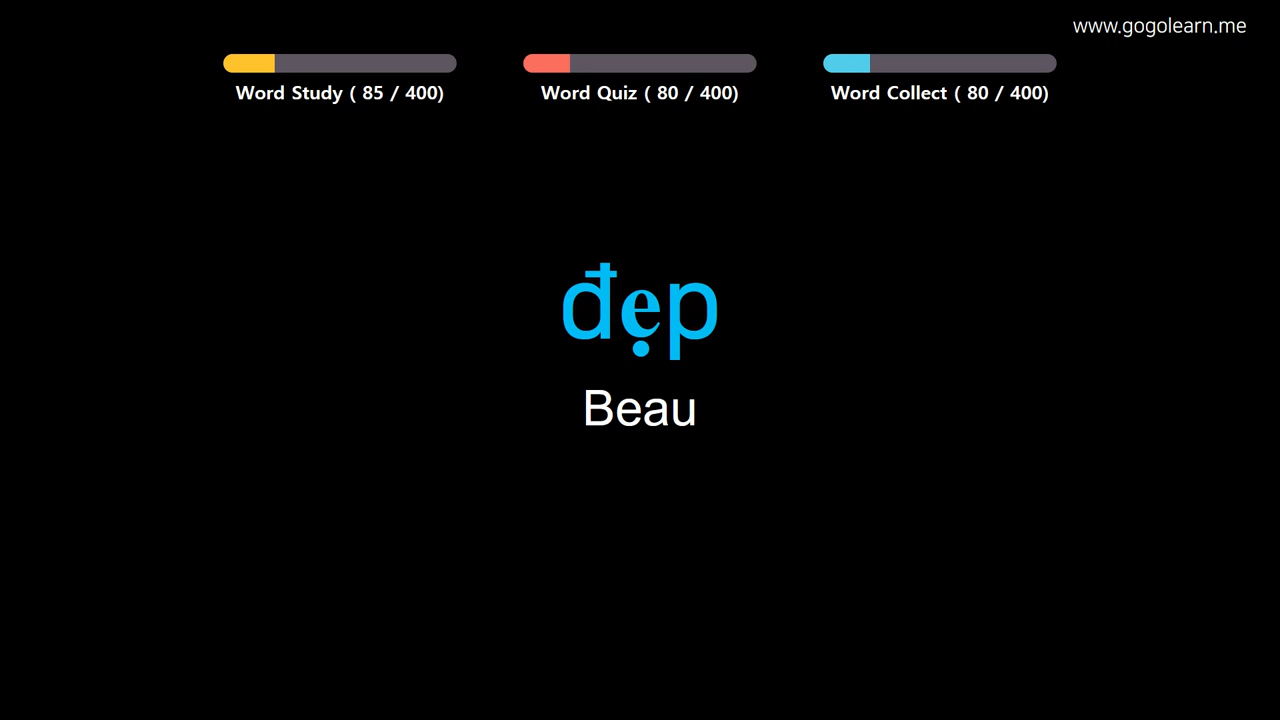 www.gogolearn.me
Word Study ( 85 / 400)
Word Quiz ( 80 / 400)
Word Collect ( 80 / 400)
đẹp
Beau